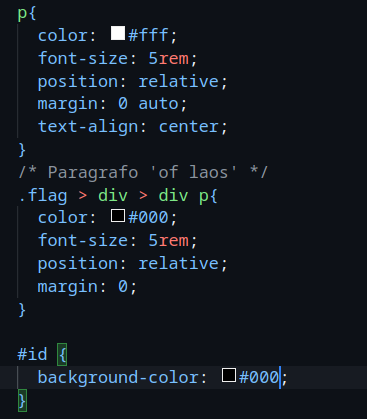 p{
color: #fff;
font-size: 5rem;
position: relative;
margin: 0 auto;
text-align: center;
}
/* Paragrafo 'of laos' */
.flag > div > div p{
color: #000;
font-size: 5rem;
position: relative;
margin: 0;
}
#id {
background-color: #000;
}